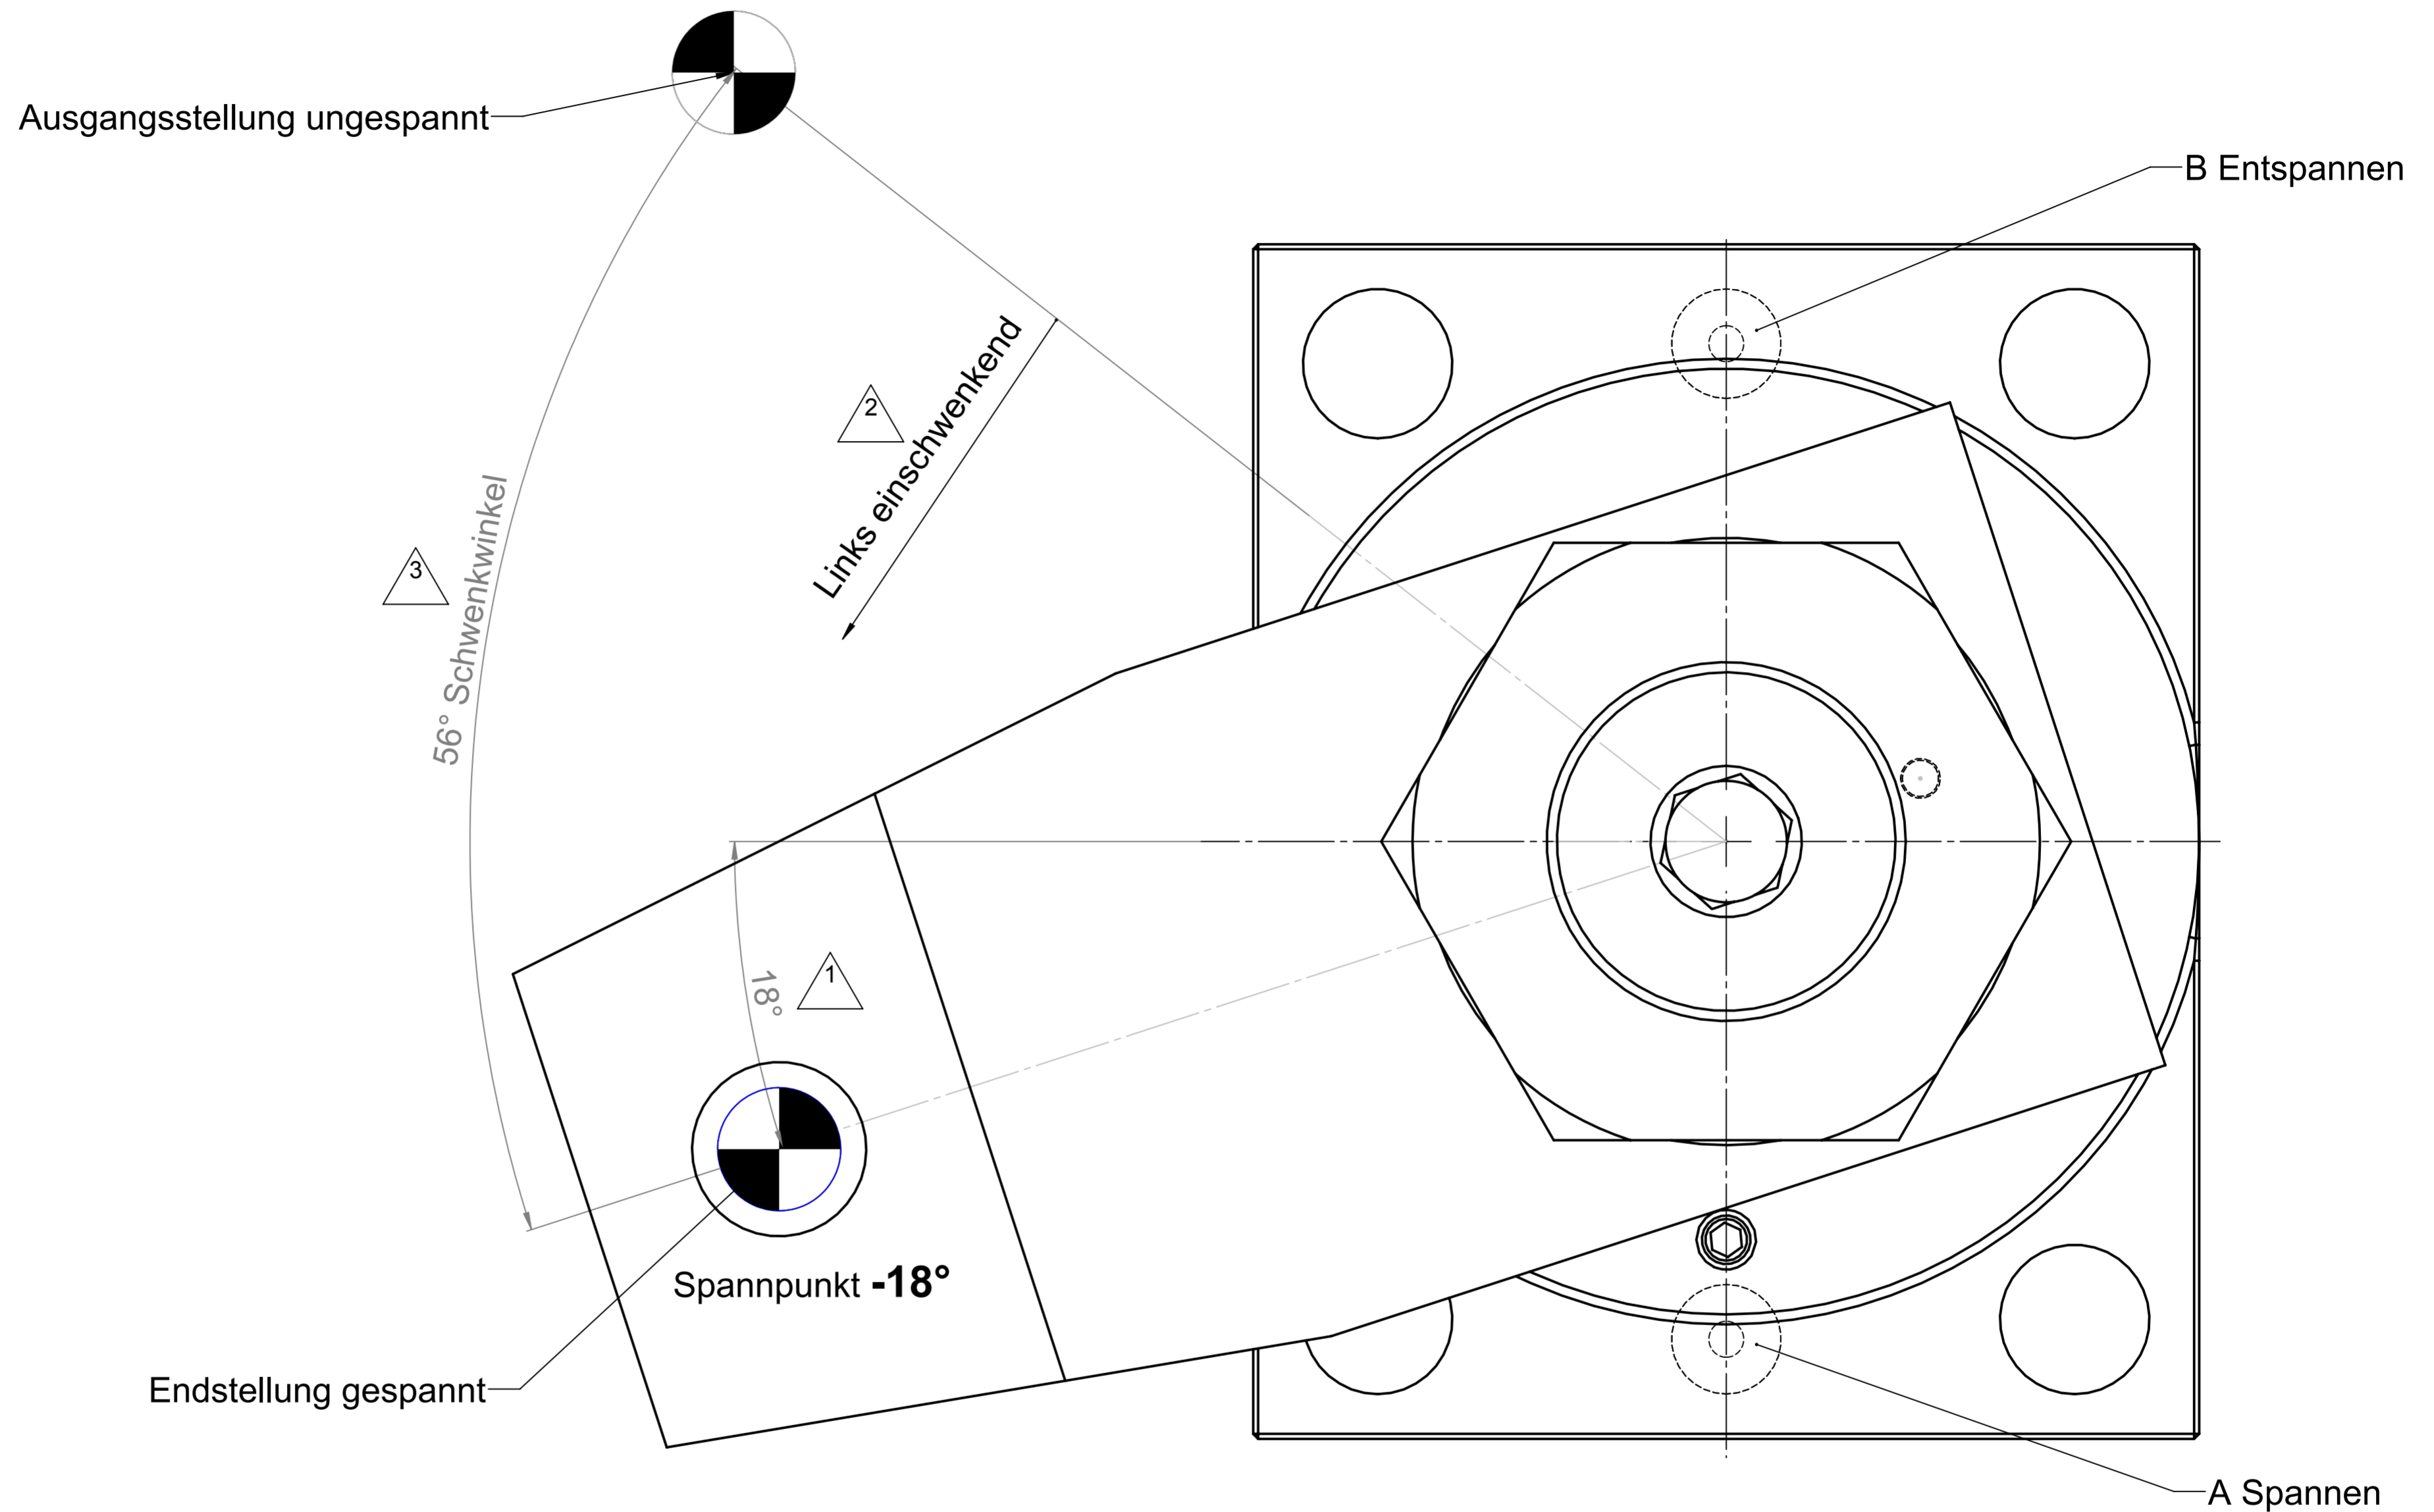 Ausgangsstellung ungespannt
B Entspannen
2
Links einschwenkend
3
56° Schwenkwinkel
1
18°
Spannpunkt -18°
Endstellung gespannt
A Spannen